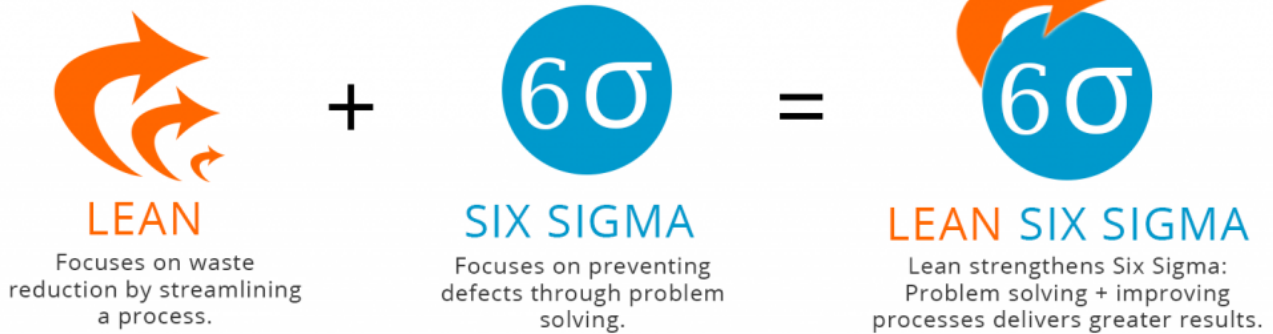 LEAN
Focuses on waste
reduction by streamlining
a process.
+
6σ
SIX SIGMA
Focuses on preventing
defects through problem
solving.
=
6σ
LEAN SIX SIGMA
Lean strengthens Six Sigma:
Problem solving + improving
processes delivers greater results.